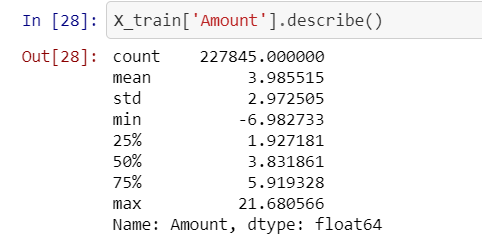 In [28]: X_train['Amount'].describe()
Out[28]: count    227845.000000
mean          3.985515
std           2.972505
min          -6.982733
25%           1.927181
50%           3.831861
75%           5.919328
max          21.680566
Name: Amount, dtype: float64